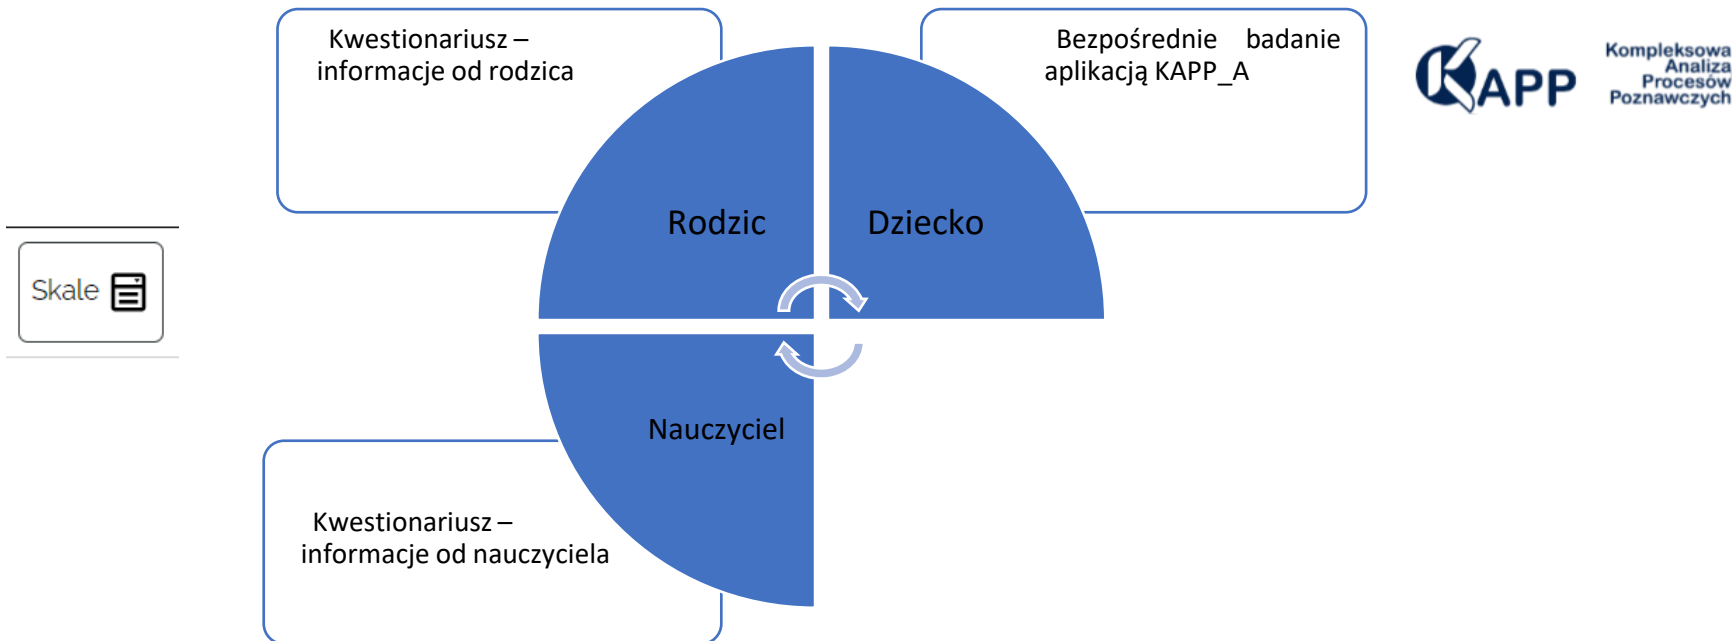 Kwestionariusz –
informacje od rodzica
Bezpośrednie badanie
aplikacją KAPP_A
KAPP
Kompleksowa
Analiza
Procesów
Poznawczych
Rodzic
Dziecko
Skale
Nauczyciel
Kwestionariusz –
informacje od nauczyciela